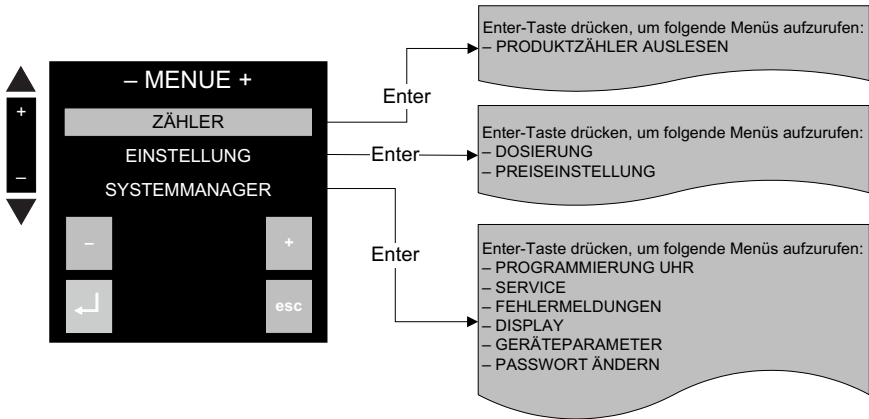 – MENUE +
ZÄHLER
EINSTELLUNG
SYSTEMMANAGER
+
–
–
+
esc
Enter
Enter
Enter
Enter-Taste drücken, um folgende Menüs aufzurufen:
– PRODUKTZÄHLER AUSLESEN
Enter-Taste drücken, um folgende Menüs aufzurufen:
– DOSIERUNG
– PREISEINSTELLUNG
Enter-Taste drücken, um folgende Menüs aufzurufen:
– PROGRAMMIERUNG UHR
– SERVICE
– FEHLERMELDUNGEN
– DISPLAY
– GERÄTEPARAMETER
– PASSWORT ÄNDERN